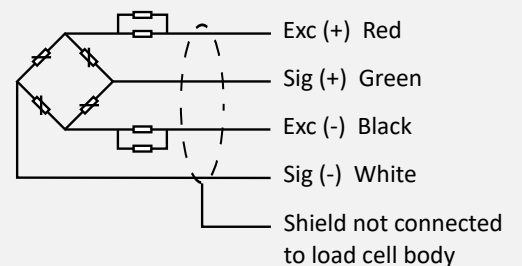 Exc (+) Red
Sig (+) Green
Exc (-) Black
Sig (-) White
Shield not connected
to load cell body